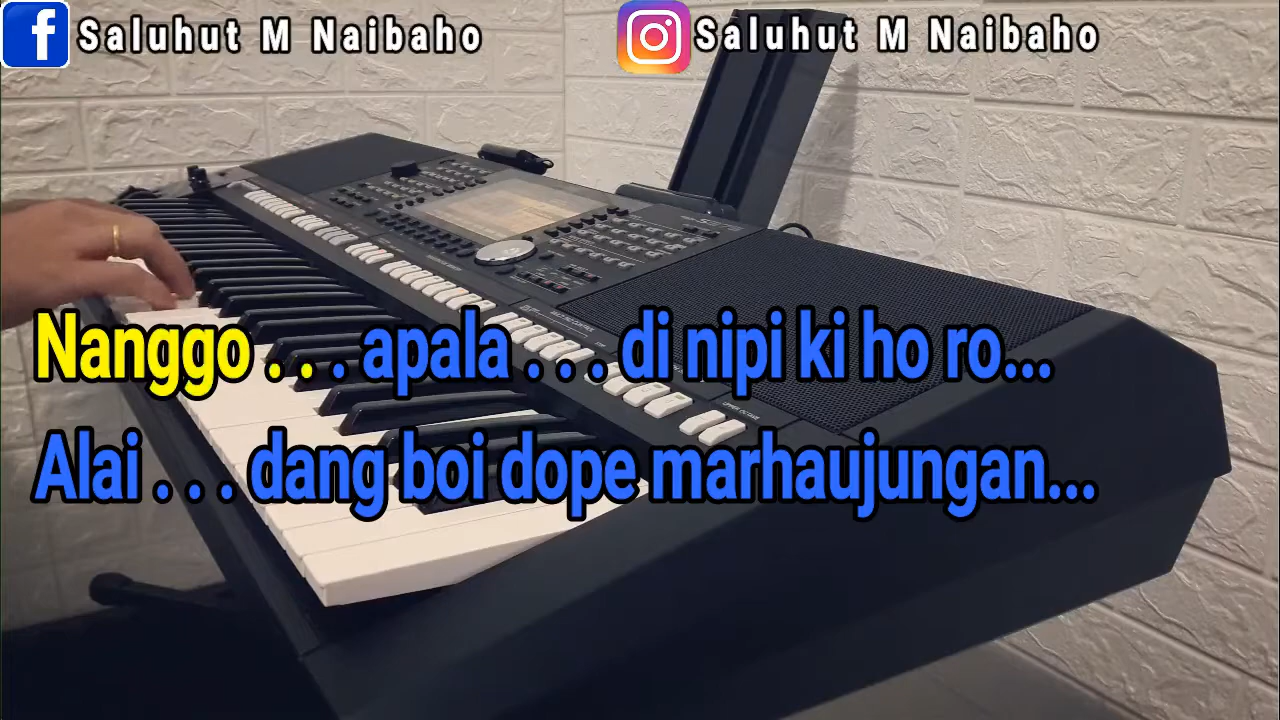 Saluhut M Naibaho
Saluhut M Naibaho
Nanggo . . . apala . . . di nipi ki ho ro...
Alai . . . dang boi dope marhaujungan...